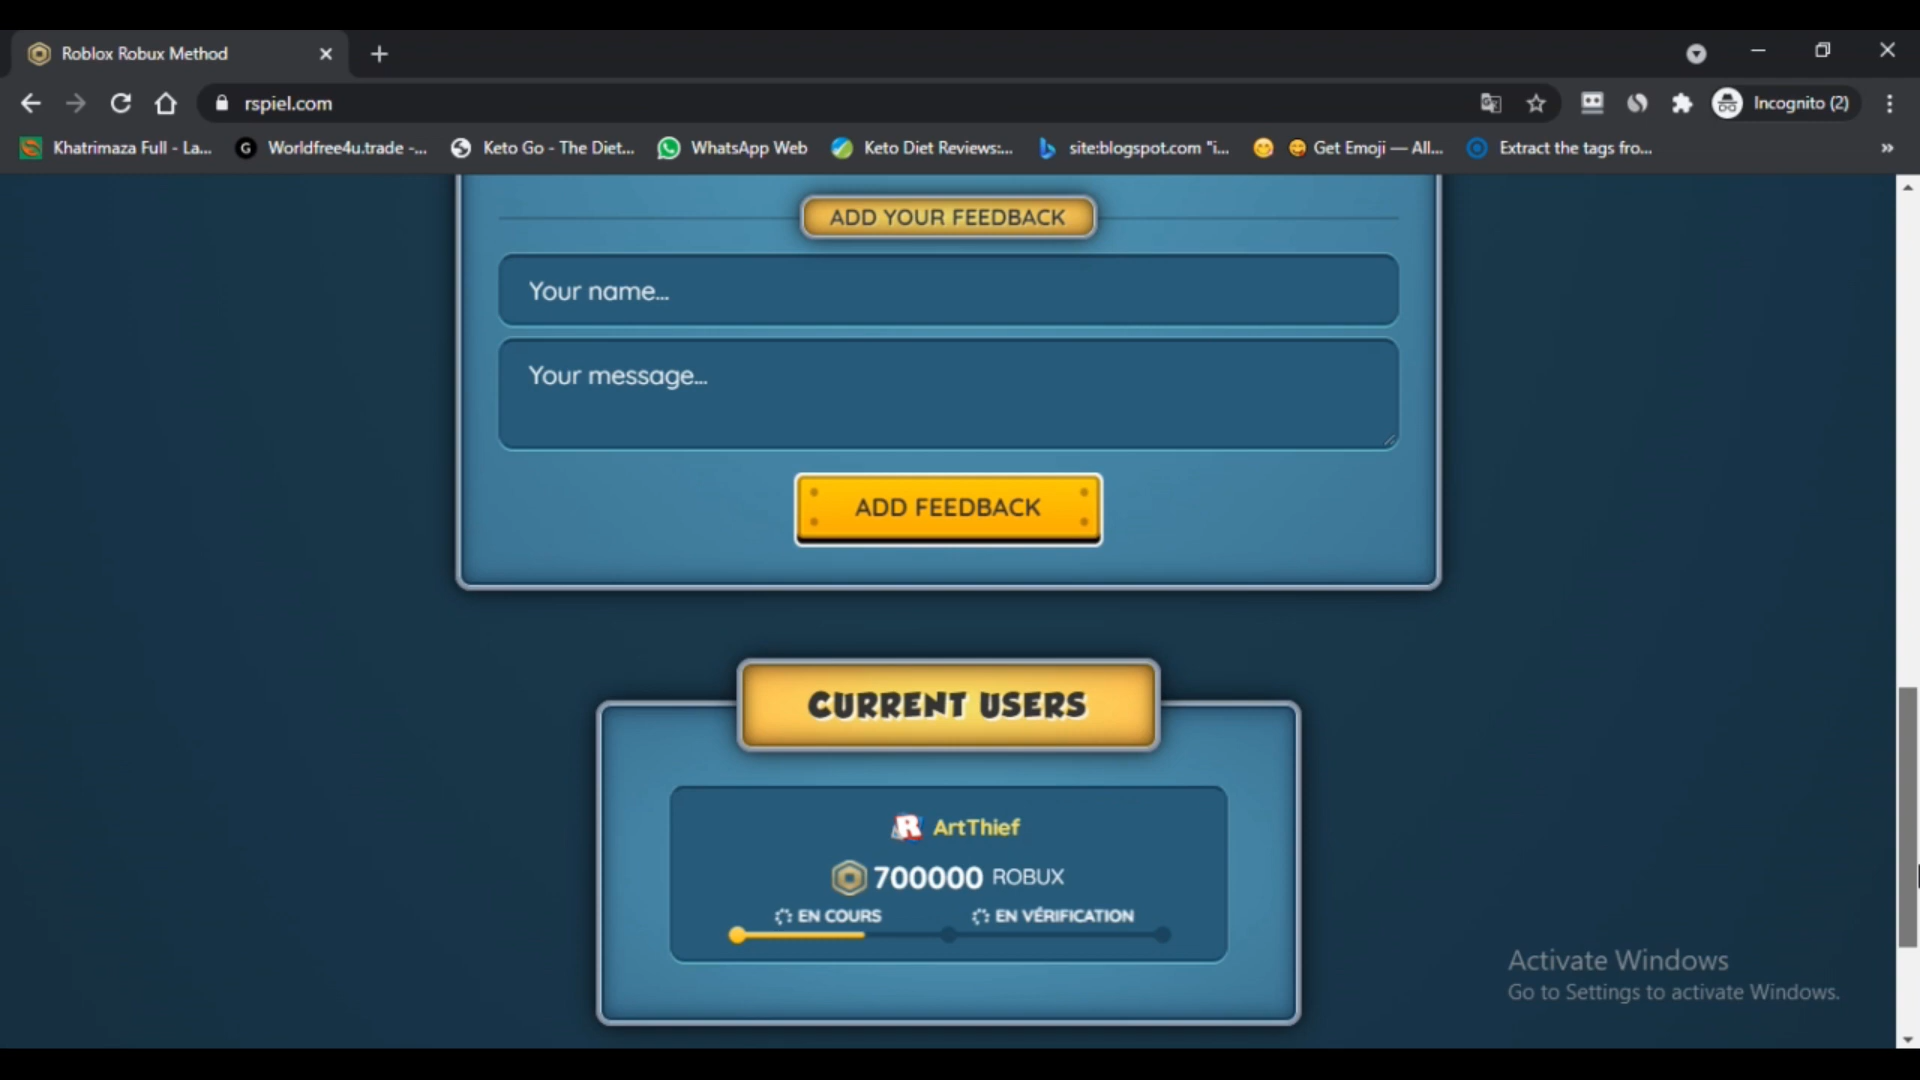 Roblox Robux Method
rspiel.com
Incognito (2)
Khatrimaza Full - La...
Worldfree4u.trade -...
Keto Go - The Diet...
WhatsApp Web
Keto Diet Reviews:...
site:blogspot.com "i...
Get Emoji — All...
Extract the tags fro...
»
ADD YOUR FEEDBACK
Your name...
Your message...
ADD FEEDBACK
CURRENT USERS
ArtThief
700000 ROBUX
EN COURS
EN VÉRIFICATION
Activate Windows
Go to Settings to activate Windows.